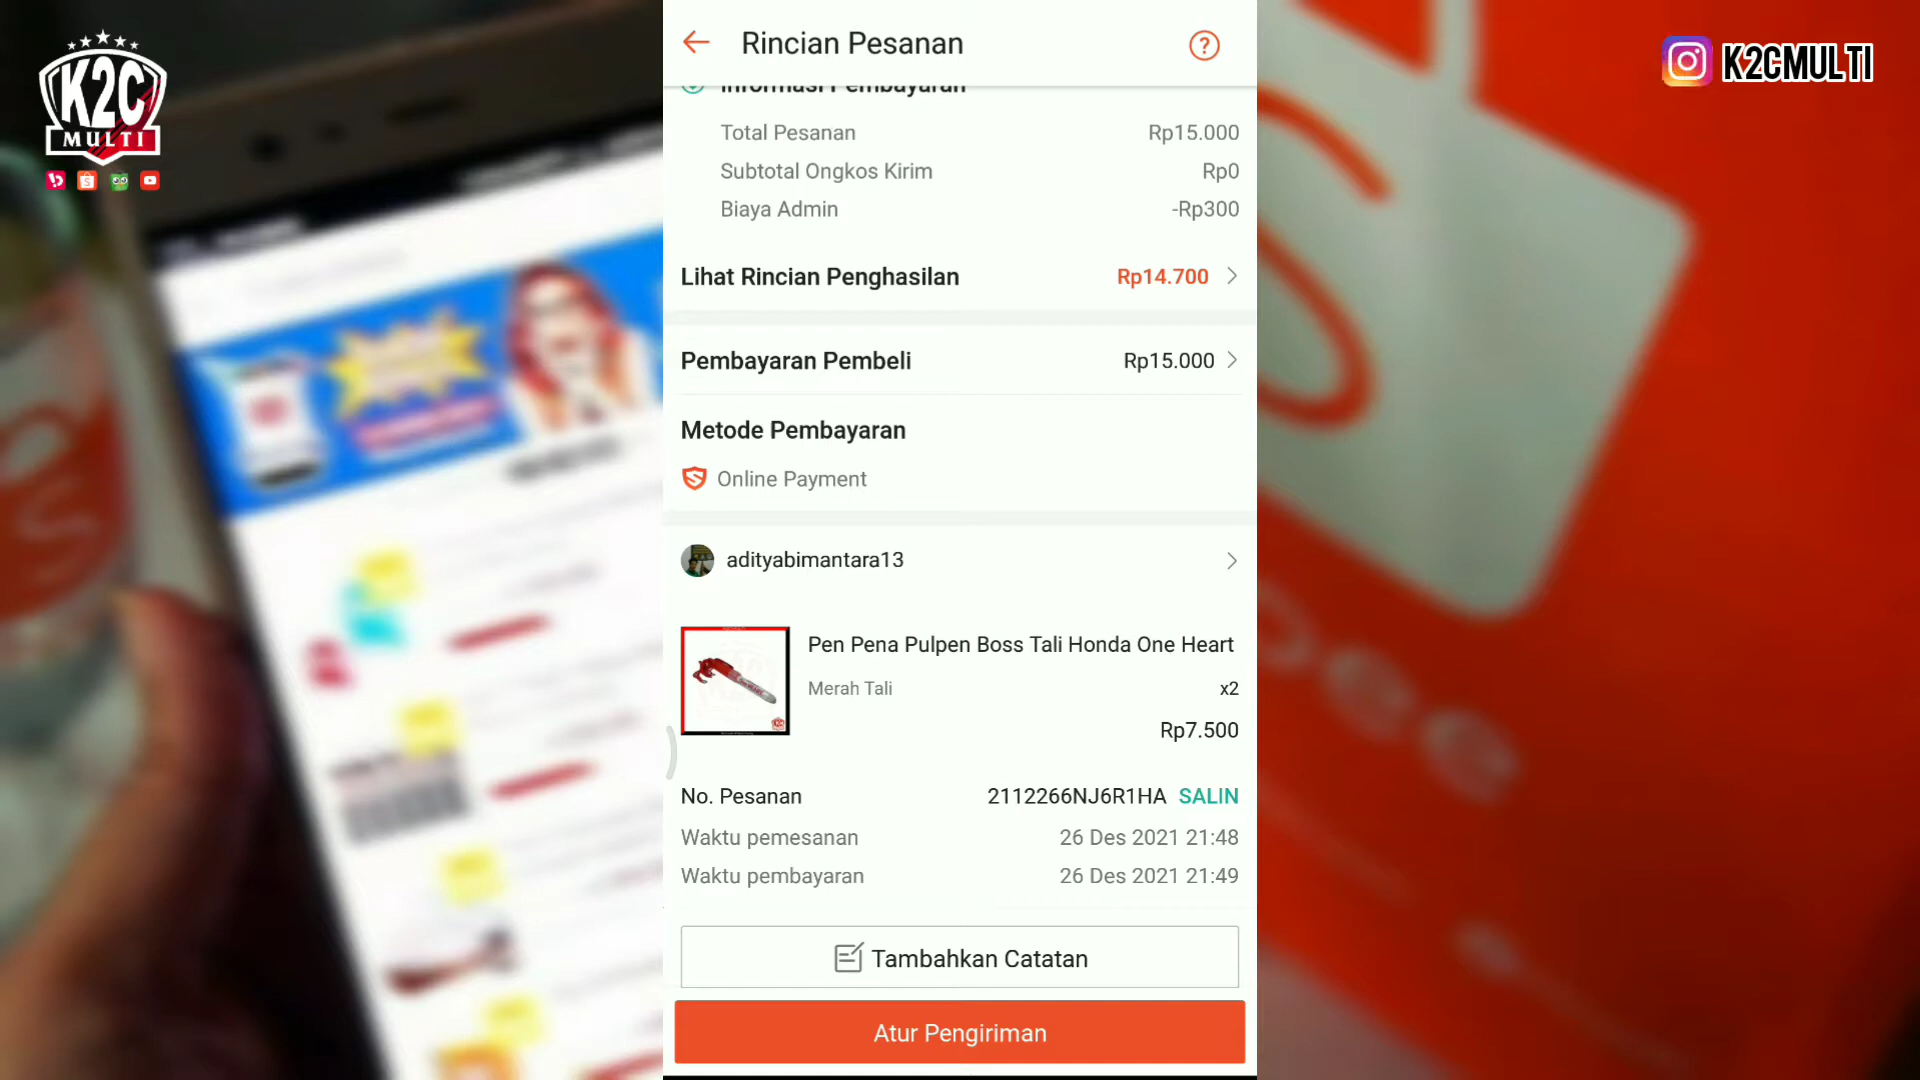 K2C
MULTI
K2CMULTI
Rincian Pesanan
Informasi Pembayaran
Total Pesanan Rp15.000
Subtotal Ongkos Kirim Rp0
Biaya Admin -Rp300
Lihat Rincian Penghasilan Rp14.700
Pembayaran Pembeli Rp15.000
Metode Pembayaran
Online Payment
adityabimantara13
Pen Pena Pulpen Boss Tali Honda One Heart
Merah Tali x2
Rp7.500
No. Pesanan 2112266NJ6R1HA SALIN
Waktu pemesanan 26 Des 2021 21:48
Waktu pembayaran 26 Des 2021 21:49
Tambahkan Catatan
Atur Pengiriman